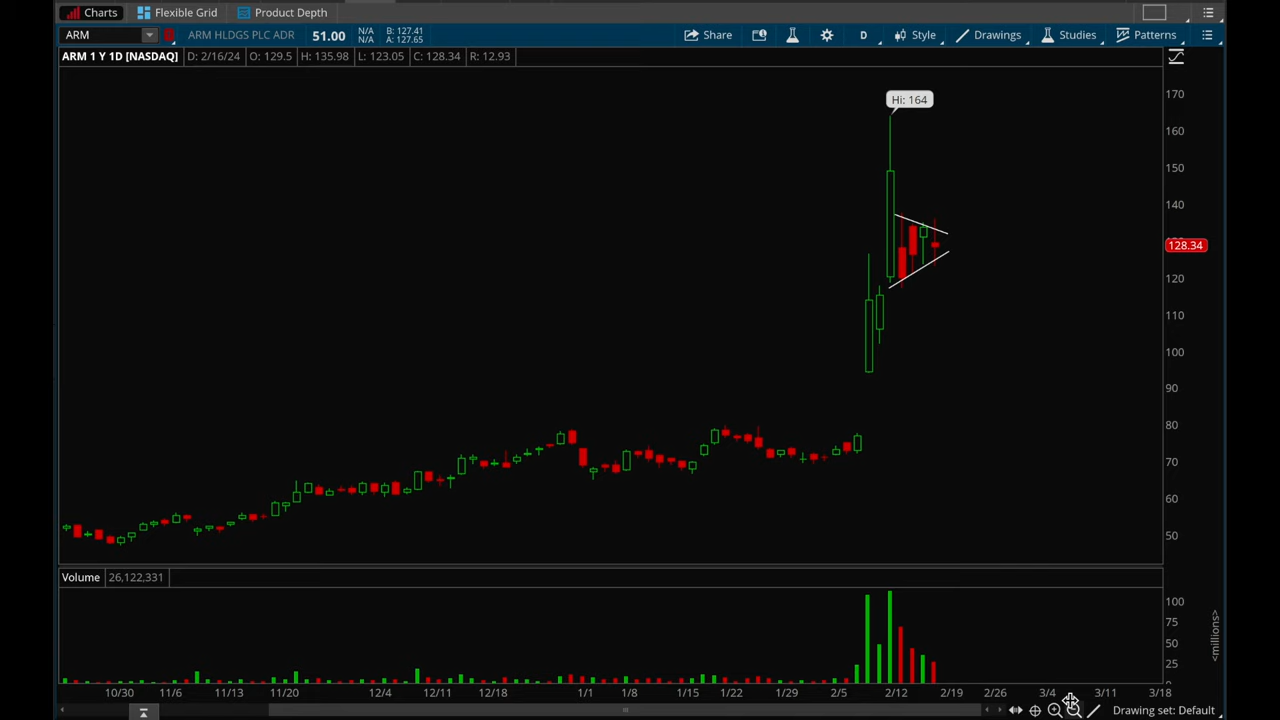 Charts Flexible Grid Product Depth
ARM ARM HLDGS PLC ADR 51.00 N/A N/A B: 127.41 A: 127.65 Share D Style Drawings Studies Patterns
ARM 1 Y 1D [NASDAQ] D: 2/16/24 O: 129.5 H: 135.98 L: 123.05 C: 128.34 R: 12.93
Hi: 164
170
160
150
140
128.34
120
110
100
90
80
70
60
50
Volume 26,122,331
100
75
50
25
<millions>
10/30 11/6 11/13 11/20 12/4 12/11 12/18 1/1 1/8 1/15 1/22 1/29 2/5 2/12 2/19 2/26 3/4 3/11 3/18
Drawing set: Default